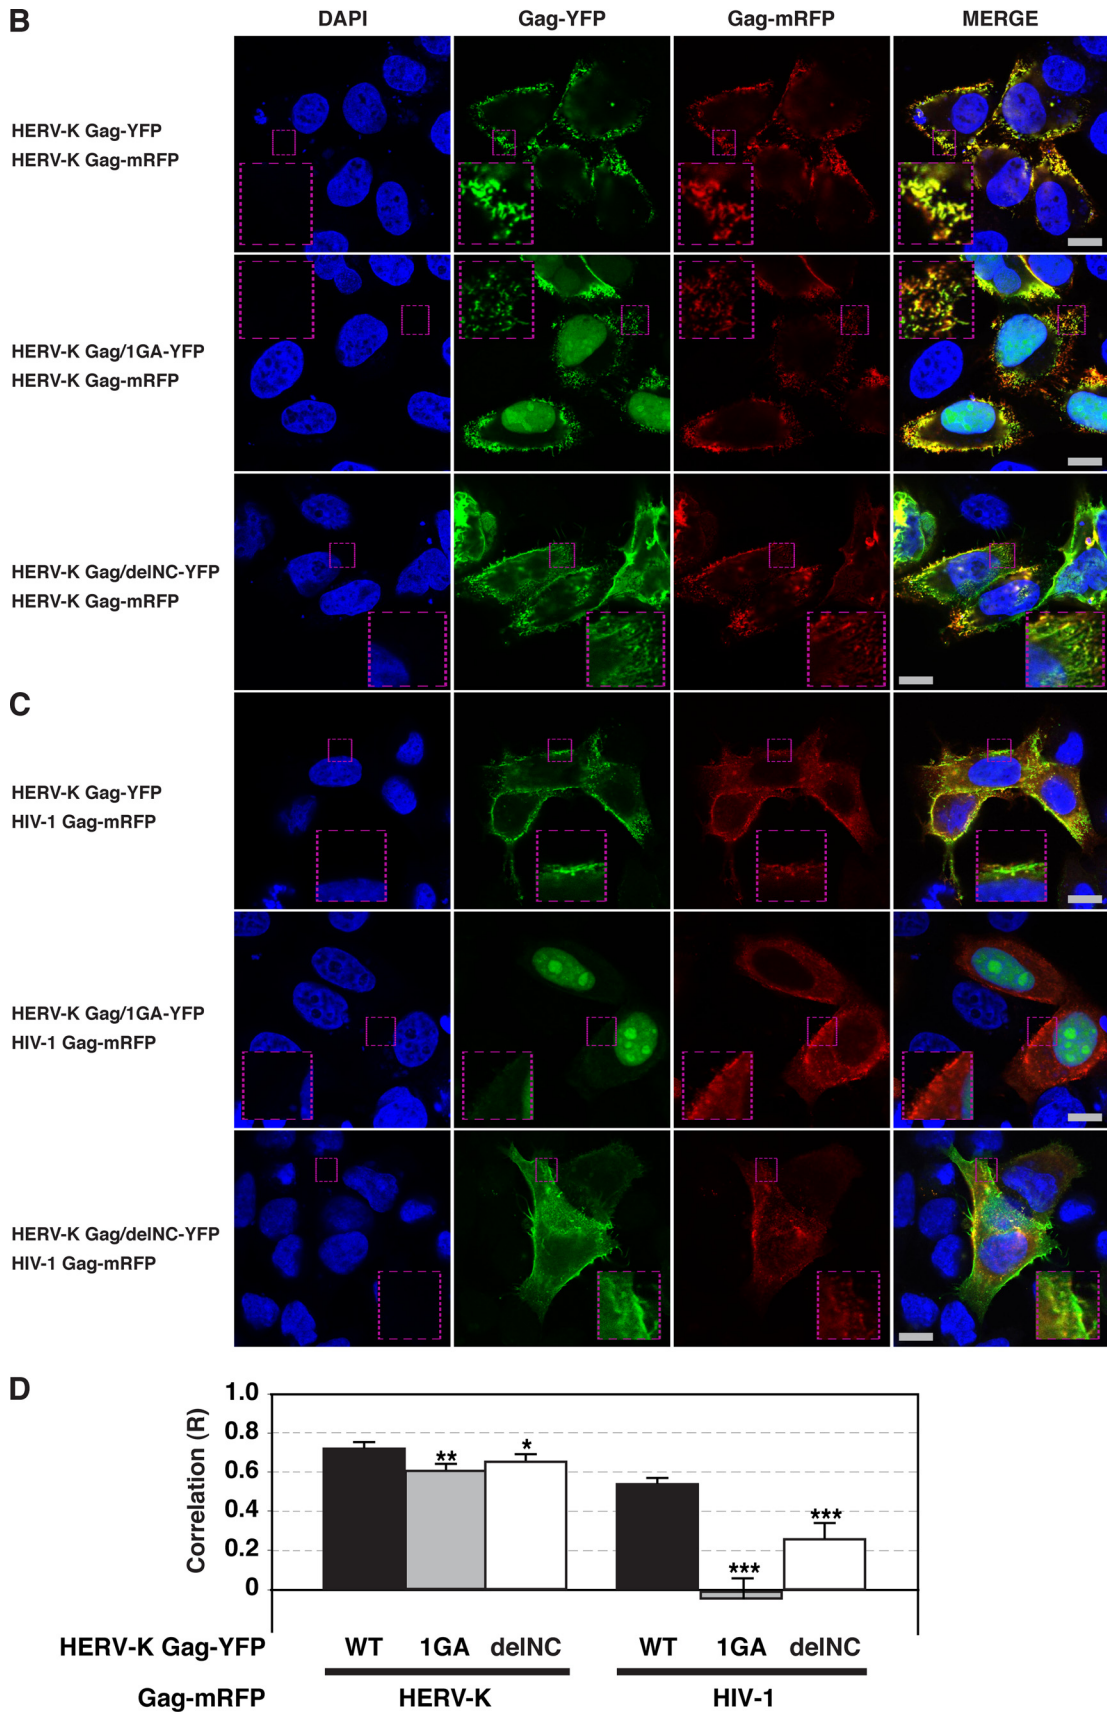 B
DAPI Gag-YFP Gag-mRFP MERGE
HERV-K Gag-YFP
HERV-K Gag-mRFP
HERV-K Gag/1GA-YFP
HERV-K Gag-mRFP
HERV-K Gag/delNC-YFP
HERV-K Gag-mRFP
C
HERV-K Gag-YFP
HIV-1 Gag-mRFP
HERV-K Gag/1GA-YFP
HIV-1 Gag-mRFP
HERV-K Gag/delNC-YFP
HIV-1 Gag-mRFP
D
Correlation (R)
1.0
0.8
0.6
0.4
0.2
0
** * *** ***
HERV-K Gag-YFP WT 1GA delNC WT 1GA delNC
Gag-mRFP HERV-K HIV-1